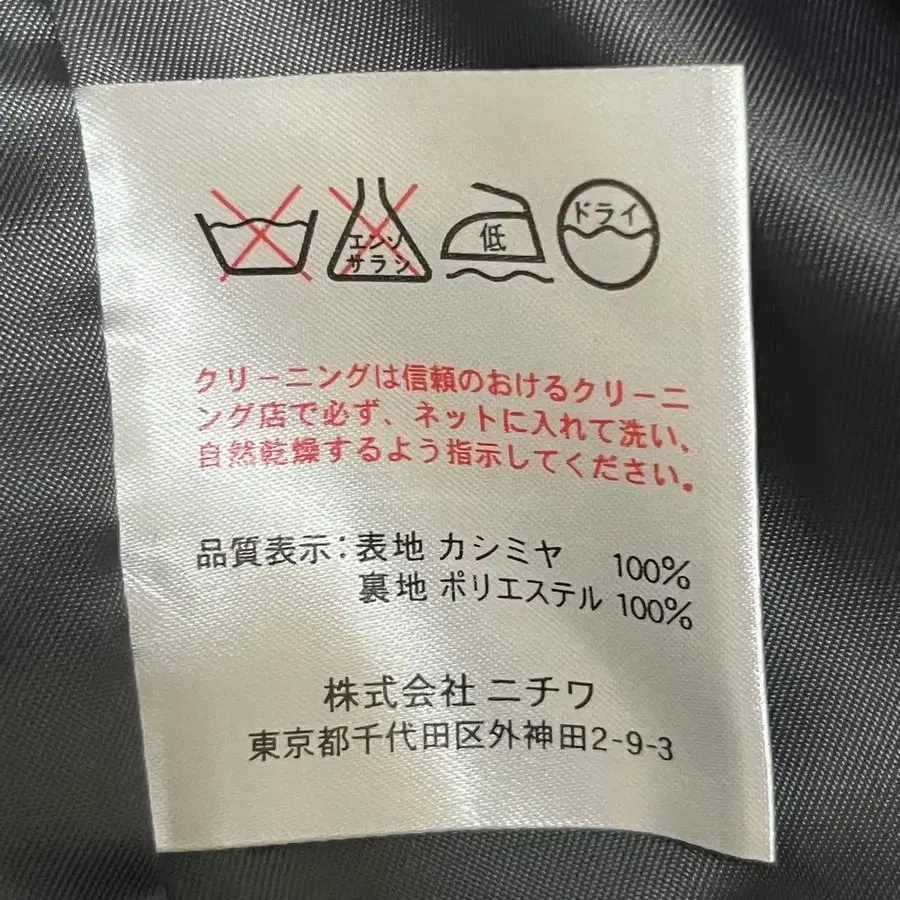 エンソ
サラシ
低
ドライ
クリーニングは信頼のおけるクリーニ
ング店で必ず、ネットに入れて洗い、
自然乾燥するよう指示してください。
品質表示：表地 カシミヤ 100%
裏地 ポリエステル 100%
株式会社 ニチワ
東京都千代田区外神田2-9-3